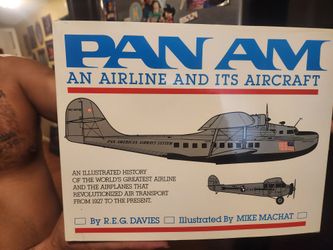 PAN AM
AN AIRLINE AND ITS AIRCRAFT
PAN AMERICAN AIRWAYS SYSTEM
AN ILLUSTRATED HISTORY
OF THE WORLD'S GREATEST AIRLINE
AND THE AIRPLANES THAT
REVOLUTIONIZED AIR TRANSPORT
FROM 1927 TO THE PRESENT.
By R.E.G. DAVIES Illustrated By MIKE MACHAT